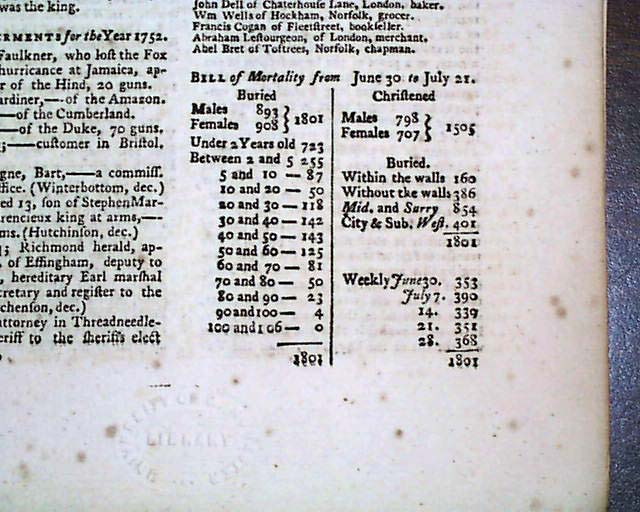 was the king.
ERMENTS for the Year 1752.
Faulkner, who loſt the Fox
hurricance at Jamaica, ap-
r of the Hind, 20 guns.
ardiner,—of the Amazon.
—of the Cumberland.
—of the Duke, 70 guns.
;—cuſtomer in Briſtol.
gne, Bart,—a commiſſ.
ffice. (Winterbottom, dec.)
ed 13, ſon of Stephen Mar-
rencieux king at arms,—
ms. (Hutchinſon, dec.)
; Richmond herald, ap-
. of Effingham, deputy to
, hereditary Earl marſhal
cretary and regiſter to the
chenſon, dec.)
attorney in Threadneedle-
eriff to the ſheriffs elect
John Dell of Chaterhouſe Lane, London, baker.
Wm Wells of Hockham, Norfolk, grocer.
Francis Cogan of Fleetſtreet, bookſeller.
Abraham Leſtourgeon, of London, merchant.
Abel Bret of Toftrees, Norfolk, chapman.
BILL of Mortality from June 30 to July 21.
Buried
Males 893 } 1801
Females 908
Under 2 Years old 723
Between 2 and 5 255
5 and 10 — 87
10 and 20 — 50
20 and 30 — 118
30 and 40 — 142
40 and 50 — 143
50 and 60 — 125
60 and 70 — 81
70 and 80 — 50
80 and 90 — 23
90 and 100 — 4
100 and 106 — 0
1801
Chriſtened
Males 798 } 1505
Females 707
Buried.
Within the walls 160
Without the walls 386
Mid. and Surry 854
City & Sub. Weſt. 401
1801
Weekly June 30. 353
July 7. 390
14. 339
21. 351
28. 368
1801
LIBRARY